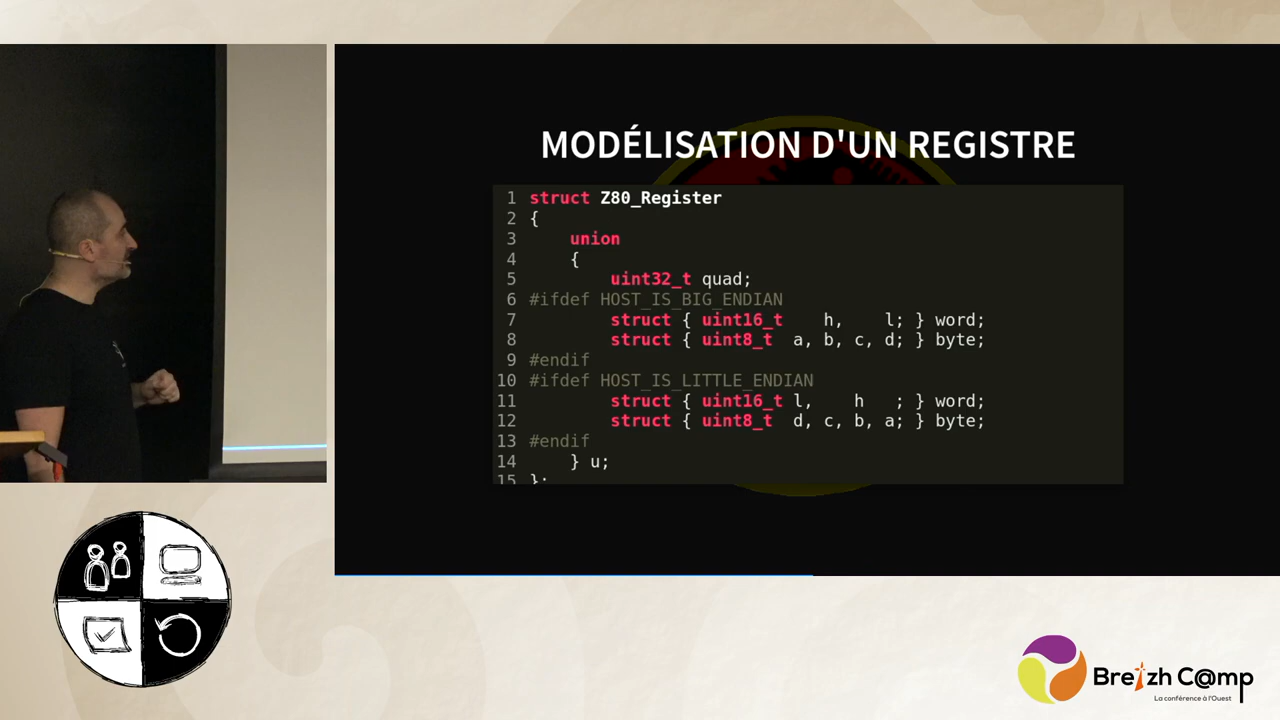 MODÉLISATION D'UN REGISTRE
1 struct Z80_Register
2 {
3     union
4     {
5         uint32_t quad;
6 #ifdef HOST_IS_BIG_ENDIAN
7         struct { uint16_t    h,    l; } word;
8         struct { uint8_t  a, b, c, d; } byte;
9 #endif
10 #ifdef HOST_IS_LITTLE_ENDIAN
11         struct { uint16_t l,    h   ; } word;
12         struct { uint8_t  d, c, b, a; } byte;
13 #endif
14     } u;
15 };
Breizh C@mp
La conférence à l'Ouest